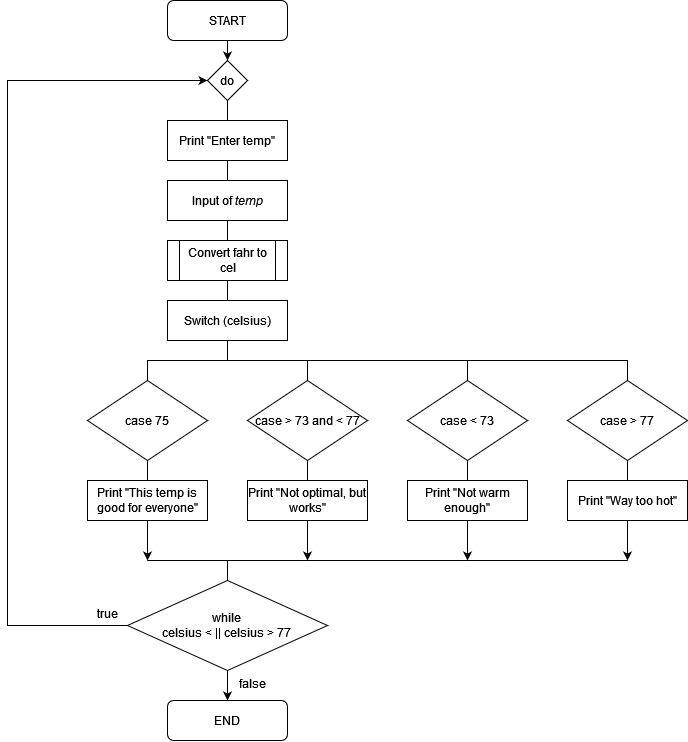 START
do
Print "Enter temp"
Input of temp
Convert fahr to
cel
Switch (celsius)
case 75
case > 73 and < 77
case < 73
case > 77
Print "This temp is
good for everyone"
Print "Not optimal, but
works"
Print "Not warm
enough"
Print "Way too hot"
true
while
celsius < || celsius > 77
false
END